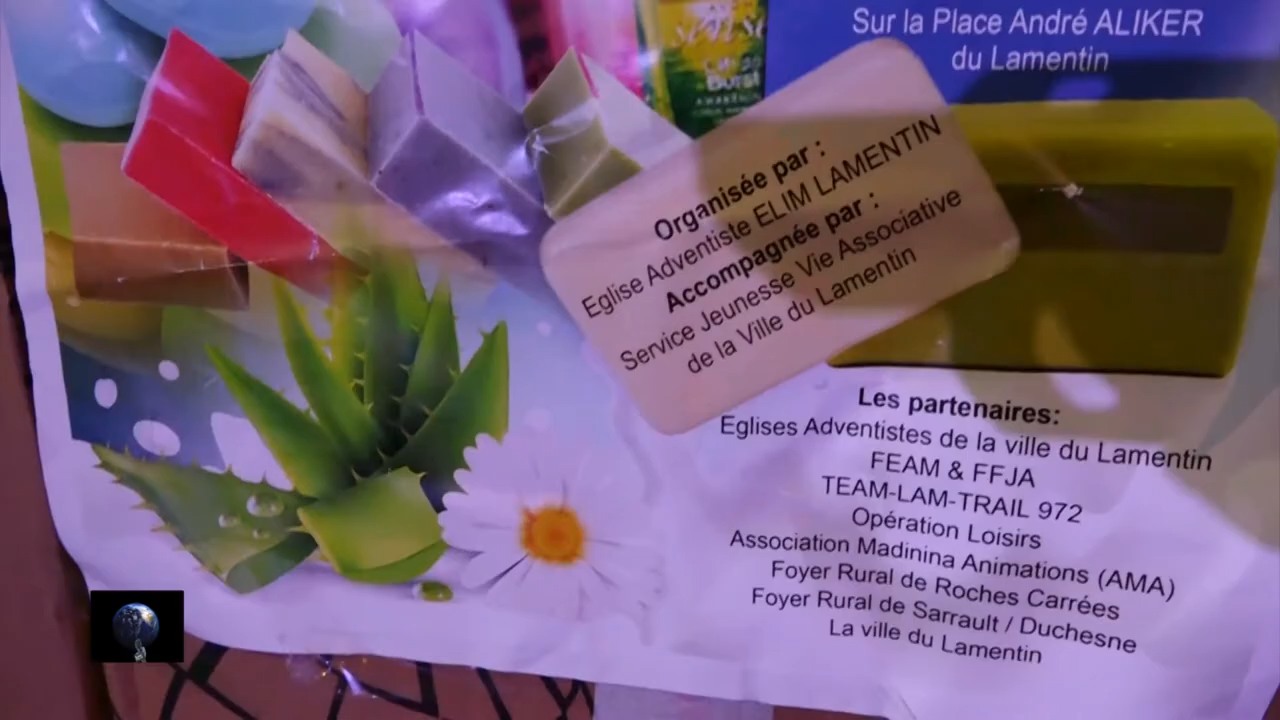 Sur la Place André ALIKER
du Lamentin
Organisée par :
Eglise Adventiste ELIM LAMENTIN
Accompagnée par :
Service Jeunesse Vie Associative
de la Ville du Lamentin
Les partenaires:
Eglises Adventistes de la ville du Lamentin
FEAM & FFJA
TEAM-LAM-TRAIL 972
Opération Loisirs
Association Madinina Animations (AMA)
Foyer Rural de Roches Carrées
Foyer Rural de Sarrault / Duchesne
La ville du Lamentin